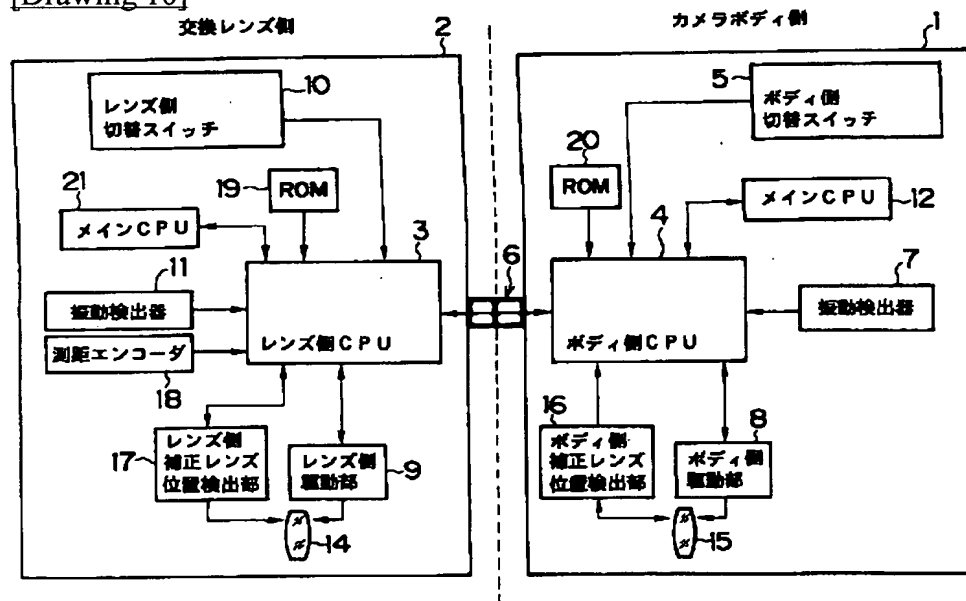 [Drawing 10]
交換レンズ側
2
カメラボディ側
1
10
レンズ側
切替スイッチ
5
ボディ側
切替スイッチ
21
メインCPU
19
ROM
20
ROM
メインCPU
12
3
レンズ側CPU
6
4
ボディ側CPU
11
振動検出器
測距エンコーダ
18
7
振動検出器
17
レンズ側
補正レンズ
位置検出部
レンズ側
駆動部
9
14
16
ボディ側
補正レンズ
位置検出部
8
ボディ側
駆動部
15